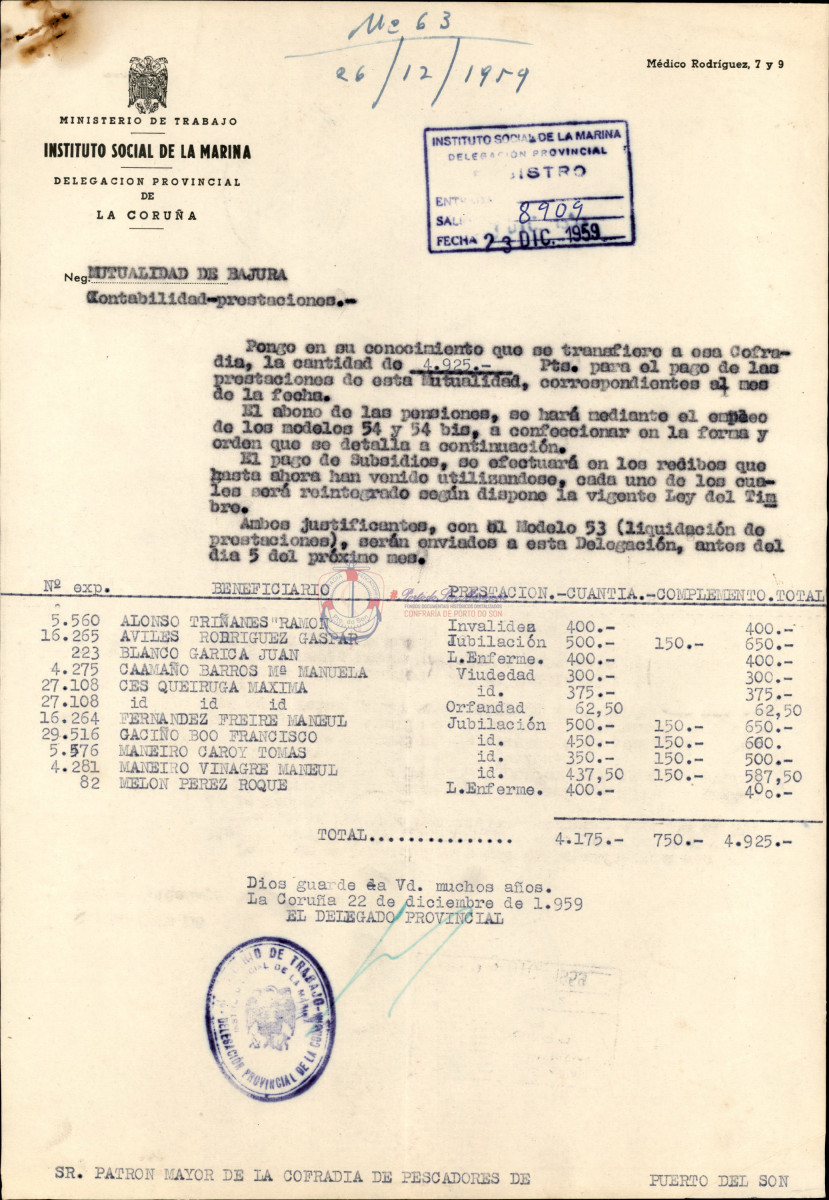 Nº 63
26/12/1959
Médico Rodríguez, 7 y 9
MINISTERIO DE TRABAJO
INSTITUTO SOCIAL DE LA MARINA
DELEGACION PROVINCIAL
DE
LA CORUÑA
INSTITUTO SOCIAL DE LA MARINA
DELEGACIÓN PROVINCIAL
8909
FECHA 23 DIC. 1959
Neg. MUTUALIDAD DE BAJURA
Contabilidad-prestaciones.-
Pongo en su conocimiento que se transfiere a esa Cofra-
dia, la cantidad de 4.925.- Pts. para el pago de las
prestaciones de esta Mutualidad, correspondientes al mes
de la fecha.
El abono de las pensiones, se hará mediante el empleo
de los modelos 54 y 54 bis, a confeccionar en la forma y
orden que se detalla a continuación.
El pago de Subsidios, se efectuará en los recibos que
hasta ahora han venido utilizandose, cada uno de los cua-
les será reintegrado según dispone la vigente Ley del Tim
bre.
Ambos justificantes, con el Modelo 53 (liquidación de
prestaciones), serán enviados a esta Delegación, antes del
dia 5 del próximo mes.
Nº exp. BENEFICIARIO PRESTACION.-CUANTIA.-COMPLEMENTO.TOTAL
CONFRARIA DE PORTO DO SON
5.560 ALONSO TRIÑANES"RAMON Invalidez 400.- 400.-
16.265 AVILES RODRIGUEZ GASPAR Jubilación 500.- 150.- 650.-
223 BLANCO GARICA JUAN L.Enferme. 400.- 400.-
4.275 CAAMAÑO BARROS Mª MANUELA Viudedad 300.- 300.-
27.108 CES QUEIRUGA MAXIMA id. 375.- 375.-
27.108 id id id Orfandad 62,50 62,50
16.264 FERNANDEZ FREIRE MANEUL Jubilación 500.- 150.- 650.-
29.516 GACIÑO BOO FRANCISCO id. 450.- 150.- 600.
5.576 MANEIRO CAROY TOMAS id. 350.- 150.- 500.-
4.281 MANEIRO VINAGRE MANEUL id. 437,50 150.- 587,50
82 MELON PEREZ ROQUE L.Enferme. 400.- 400.-
TOTAL............... 4.175.- 750.- 4.925.-
Dios guarde a Vd. muchos años.
La Coruña 22 de diciembre de 1.959
EL DELEGADO PROVINCIAL
DELEGACIÓN PROVINCIAL DE LA CORUÑA
SR. PATRON MAYOR DE LA COFRADIA DE PESCADORES DE PUERTO DEL SON